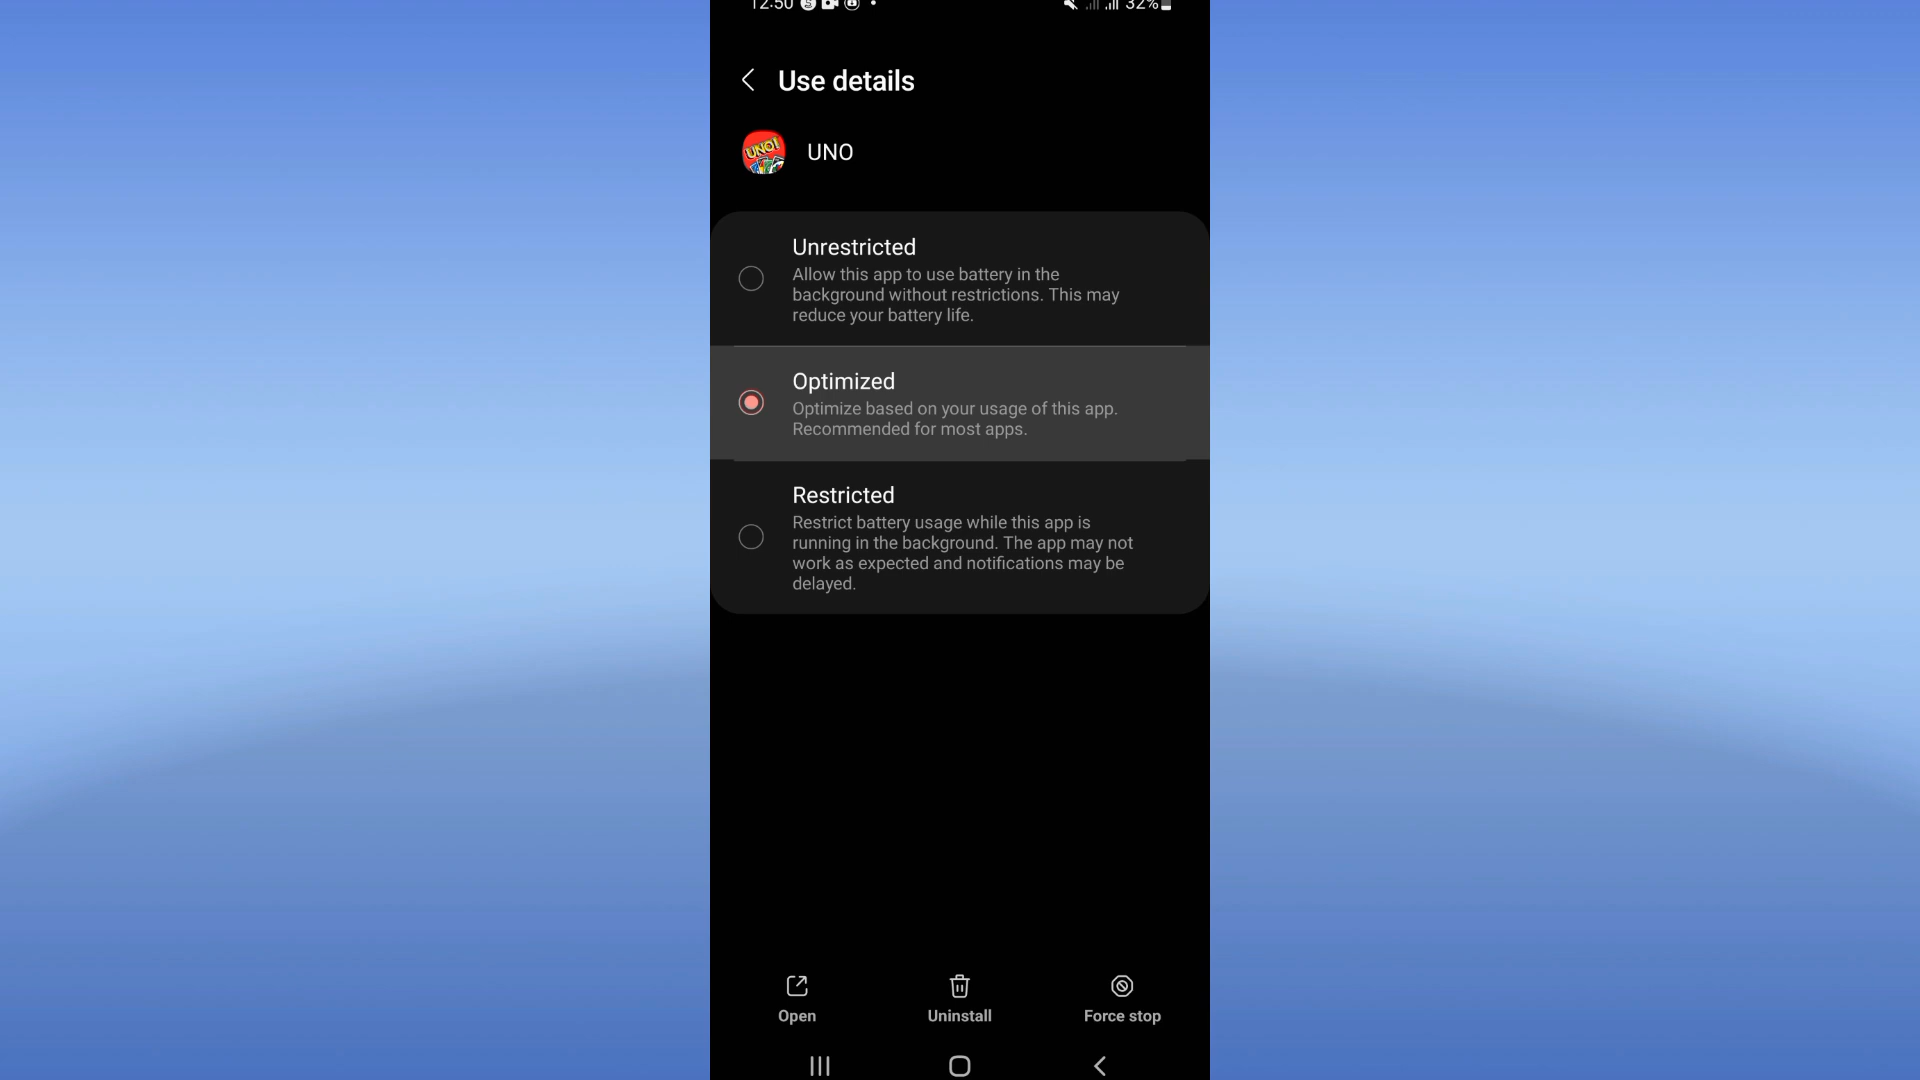 12:50
32%
Use details
UNO!
UNO
Unrestricted
Allow this app to use battery in the
background without restrictions. This may
reduce your battery life.
Optimized
Optimize based on your usage of this app.
Recommended for most apps.
Restricted
Restrict battery usage while this app is
running in the background. The app may not
work as expected and notifications may be
delayed.
Open
Uninstall
Force stop